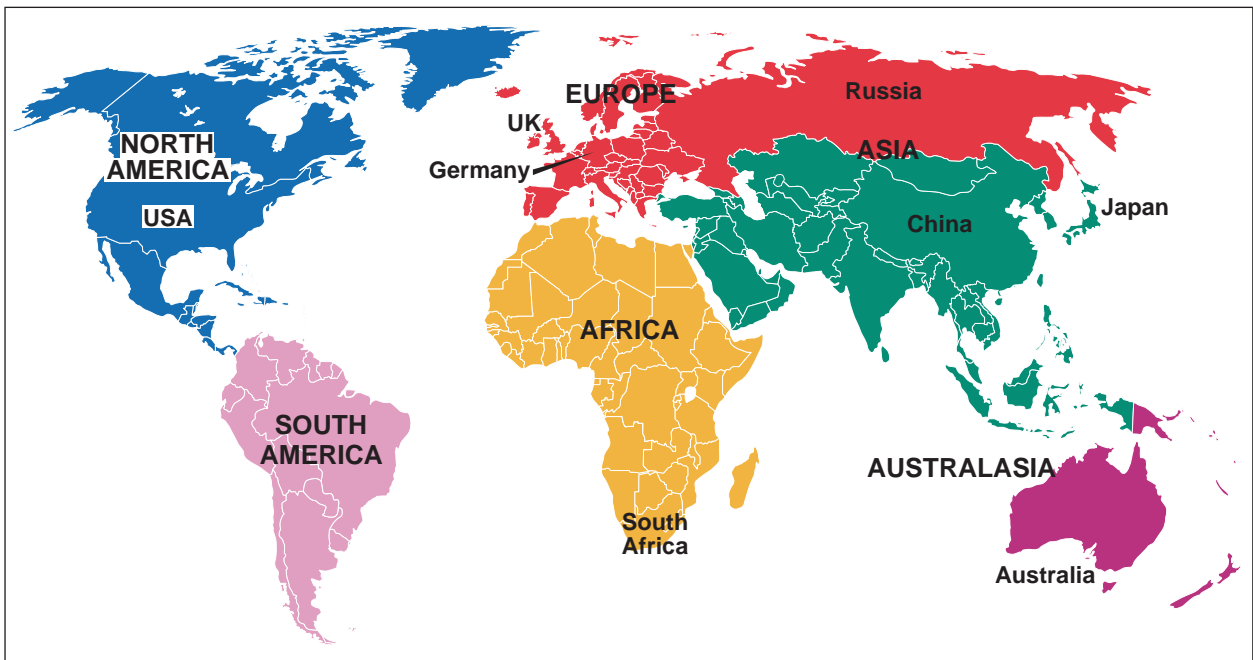 EUROPE
Russia
UK
NORTH
AMERICA
ASIA
Germany
USA
Japan
China
AFRICA
SOUTH
AMERICA
AUSTRALASIA
South
Africa
Australia